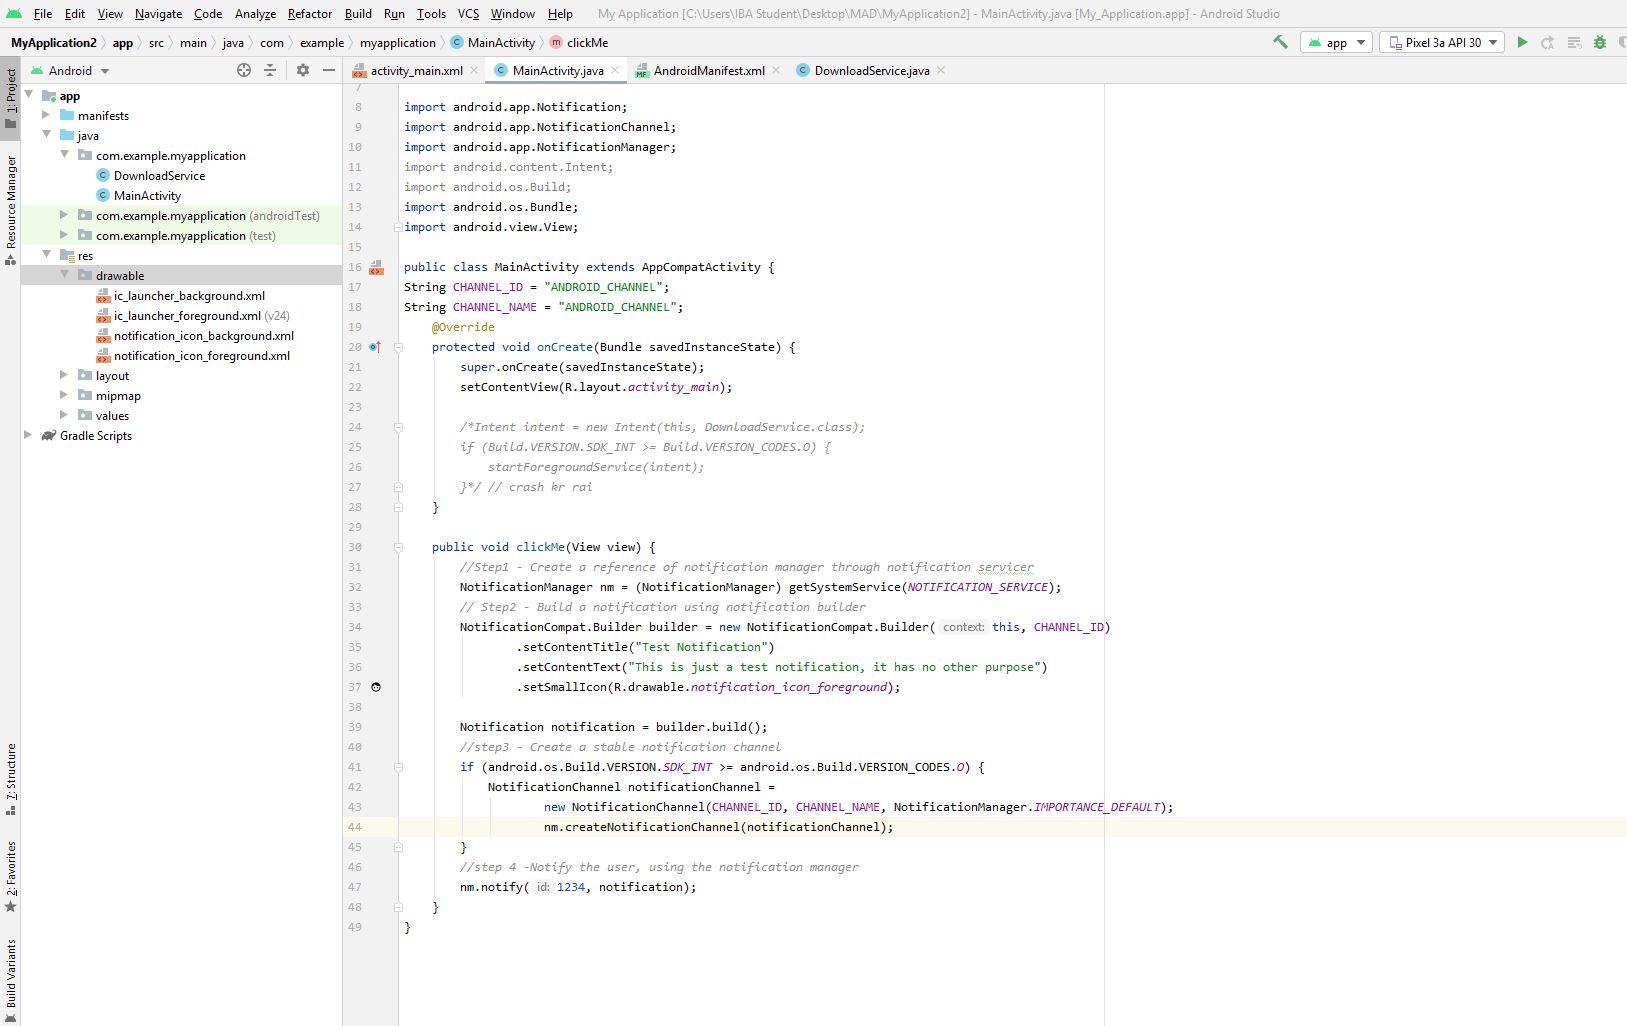 File Edit View Navigate Code Analyze Refactor Build Run Tools VCS Window Help My Application [C:\Users\IBA Student\Desktop\MAD\MyApplication2] - MainActivity.java [My_Application.app] - Android Studio
MyApplication2 app src main java com example myapplication MainActivity clickMe app Pixel 3a API 30
Android activity_main.xml MainActivity.java AndroidManifest.xml DownloadService.java
1: Project
Resource Manager
7: Structure
2: Favorites
Build Variants
app
manifests
java
com.example.myapplication
DownloadService
MainActivity
com.example.myapplication (androidTest)
com.example.myapplication (test)
res
drawable
ic_launcher_background.xml
ic_launcher_foreground.xml (v24)
notification_icon_background.xml
notification_icon_foreground.xml
layout
mipmap
values
Gradle Scripts
7
8 import android.app.Notification;
9 import android.app.NotificationChannel;
10 import android.app.NotificationManager;
11 import android.content.Intent;
12 import android.os.Build;
13 import android.os.Bundle;
14 import android.view.View;
15
16 public class MainActivity extends AppCompatActivity {
17 String CHANNEL_ID = "ANDROID_CHANNEL";
18 String CHANNEL_NAME = "ANDROID_CHANNEL";
19 @Override
20 protected void onCreate(Bundle savedInstanceState) {
21 super.onCreate(savedInstanceState);
22 setContentView(R.layout.activity_main);
23
24 /*Intent intent = new Intent(this, DownloadService.class);
25 if (Build.VERSION.SDK_INT >= Build.VERSION_CODES.O) {
26 startForegroundService(intent);
27 }*/ // crash kr rai
28 }
29
30 public void clickMe(View view) {
31 //Step1 - Create a reference of notification manager through notification servicer
32 NotificationManager nm = (NotificationManager) getSystemService(NOTIFICATION_SERVICE);
33 // Step2 - Build a notification using notification builder
34 NotificationCompat.Builder builder = new NotificationCompat.Builder( context: this, CHANNEL_ID)
35 .setContentTitle("Test Notification")
36 .setContentText("This is just a test notification, it has no other purpose")
37 .setSmallIcon(R.drawable.notification_icon_foreground);
38
39 Notification notification = builder.build();
40 //step3 - Create a stable notification channel
41 if (android.os.Build.VERSION.SDK_INT >= android.os.Build.VERSION_CODES.O) {
42 NotificationChannel notificationChannel =
43 new NotificationChannel(CHANNEL_ID, CHANNEL_NAME, NotificationManager.IMPORTANCE_DEFAULT);
44 nm.createNotificationChannel(notificationChannel);
45 }
46 //step 4 -Notify the user, using the notification manager
47 nm.notify( id: 1234, notification);
48 }
49 }